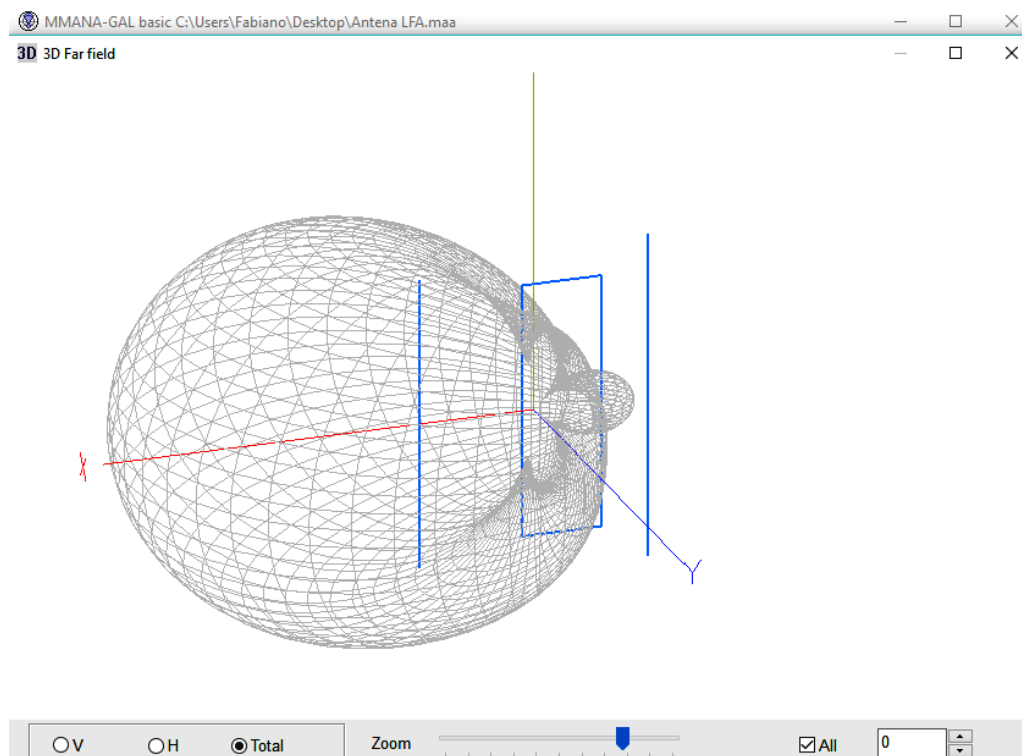 MMANA-GAL basic C:\Users\Fabiano\Desktop\Antena LFA.maa
3D 3D Far field
X
Y
V H Total Zoom All 0